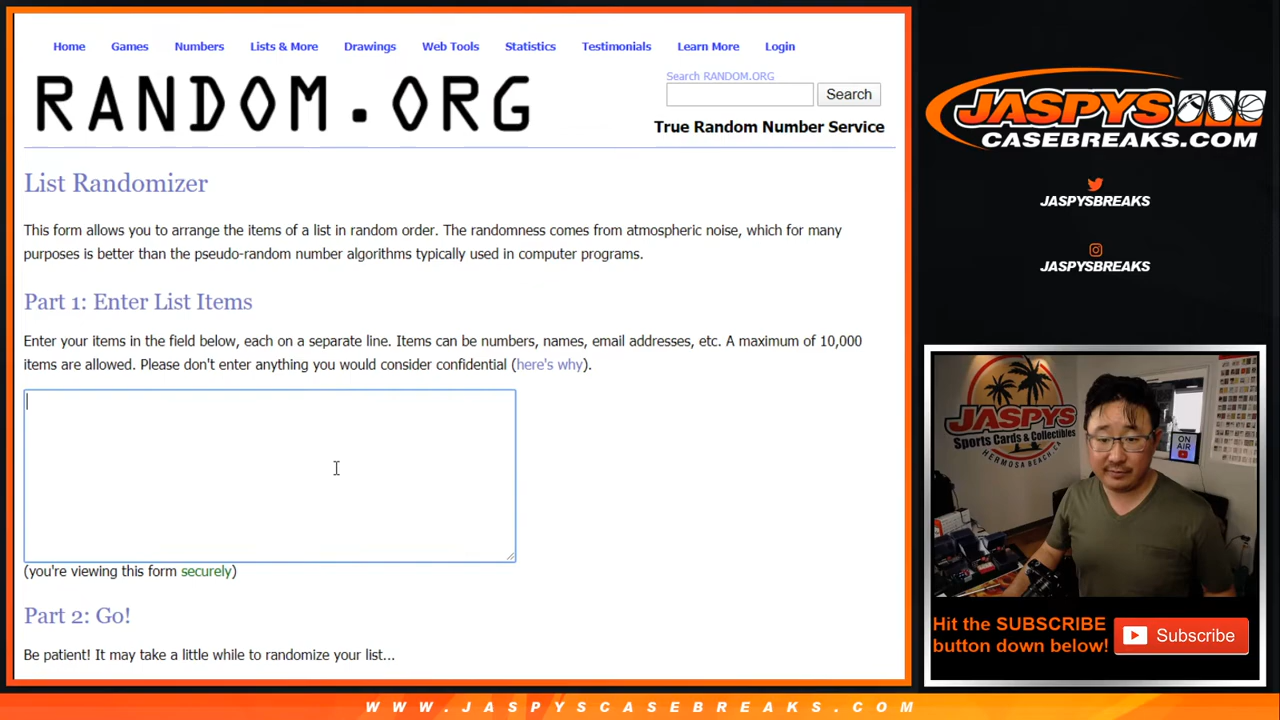 Home Games Numbers Lists & More Drawings Web Tools Statistics Testimonials Learn More Login
RANDOM.ORG
Search RANDOM.ORG
Search
True Random Number Service
List Randomizer
This form allows you to arrange the items of a list in random order. The randomness comes from atmospheric noise, which for many
purposes is better than the pseudo-random number algorithms typically used in computer programs.
Part 1: Enter List Items
Enter your items in the field below, each on a separate line. Items can be numbers, names, email addresses, etc. A maximum of 10,000
items are allowed. Please don't enter anything you would consider confidential (here's why).
(you're viewing this form securely)
Part 2: Go!
Be patient! It may take a little while to randomize your list...
JASPYS
CASEBREAKS.COM
JASPYSBREAKS
JASPYSBREAKS
JASPYS
Sports Cards & Collectibles
HERMOSA BEACH, CA
ON
AIR
Hit the SUBSCRIBE
button down below!
Subscribe
WWW.JASPYSCASEBREAKS.COM